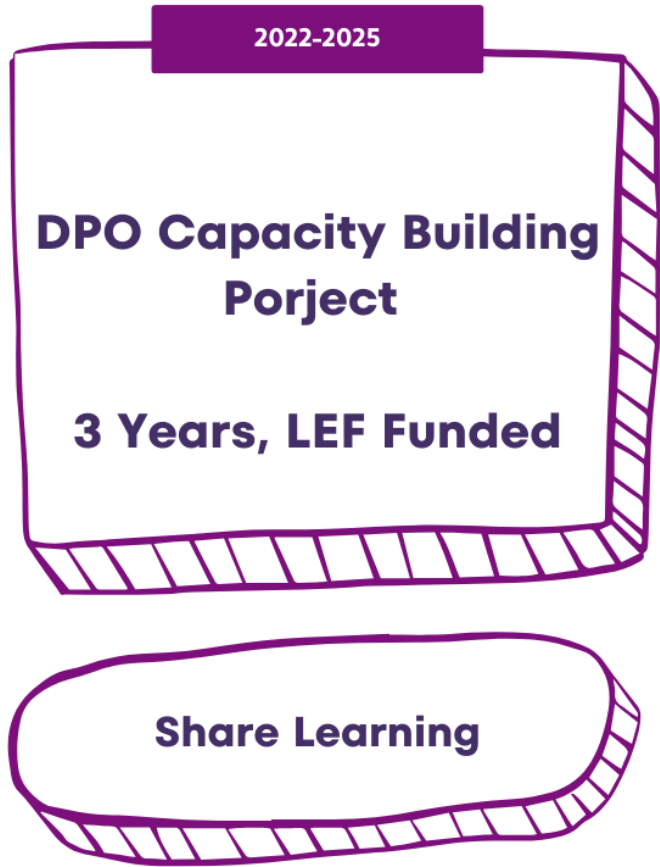 2022-2025
DPO Capacity Building
Porject
3 Years, LEF Funded
Share Learning